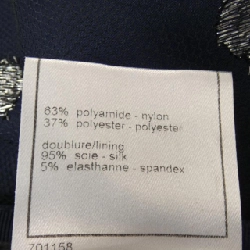 63% polyamide - nylon
37% polyester - polyester
doublure/lining
95% soie - silk
5% elasthanne - spandex
701158